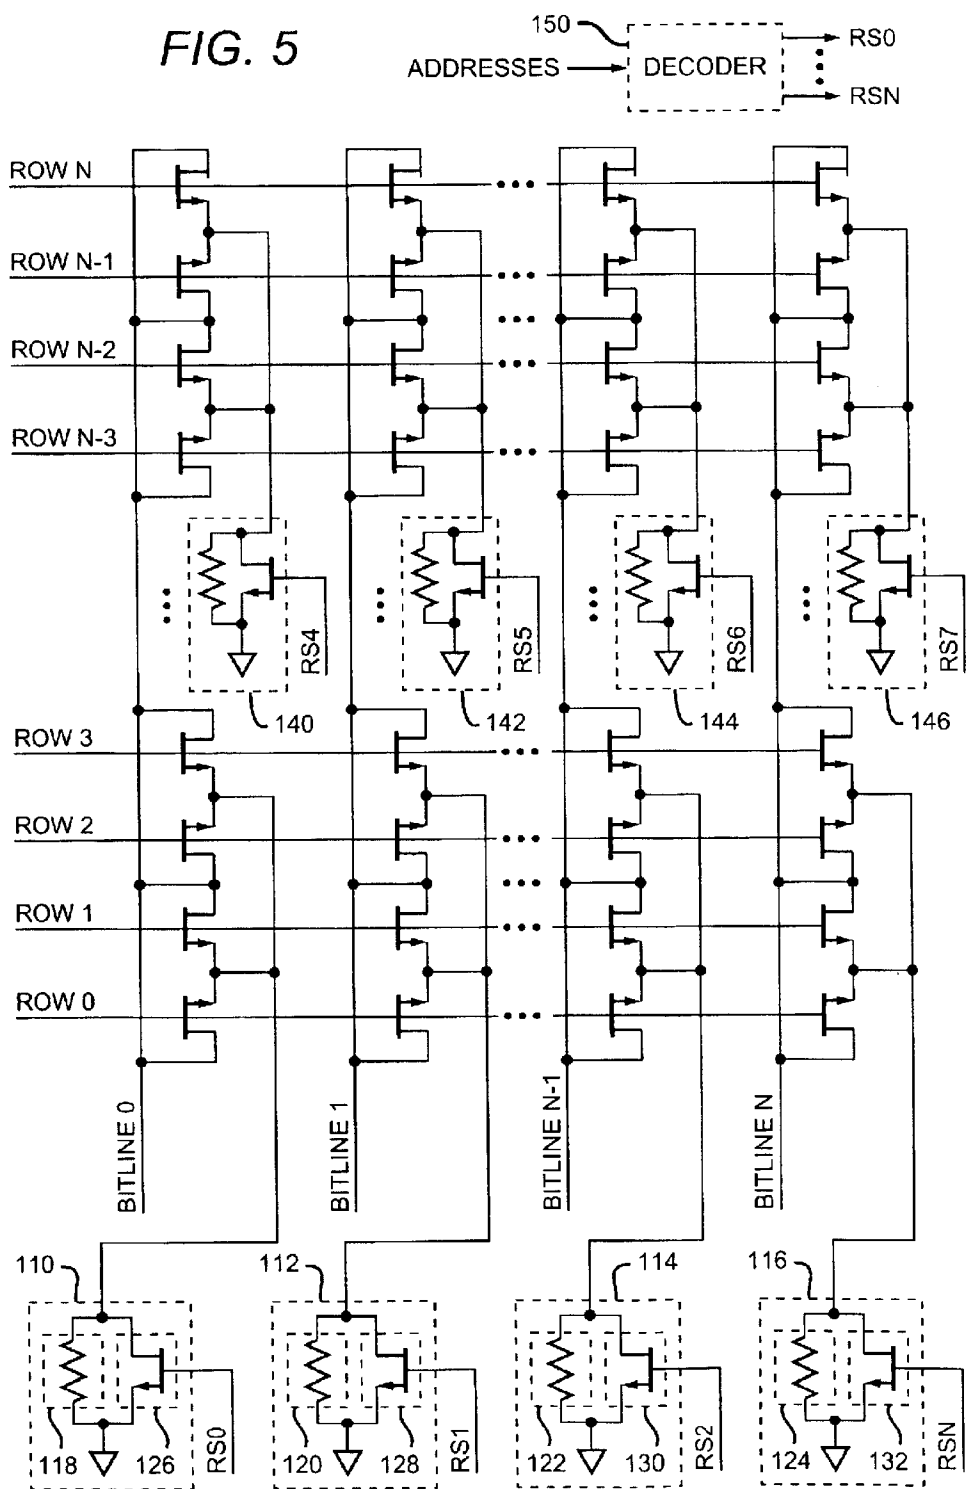 FIG. 5
150
ADDRESSES
DECODER
RS0
RSN
ROW N
ROW N-1
ROW N-2
ROW N-3
RS4
RS5
RS6
RS7
140
142
144
146
ROW 3
ROW 2
ROW 1
ROW 0
BITLINE 0
BITLINE 1
BITLINE N-1
BITLINE N
110
112
114
116
118
126
RS0
120
128
RS1
122
130
RS2
124
132
RSN